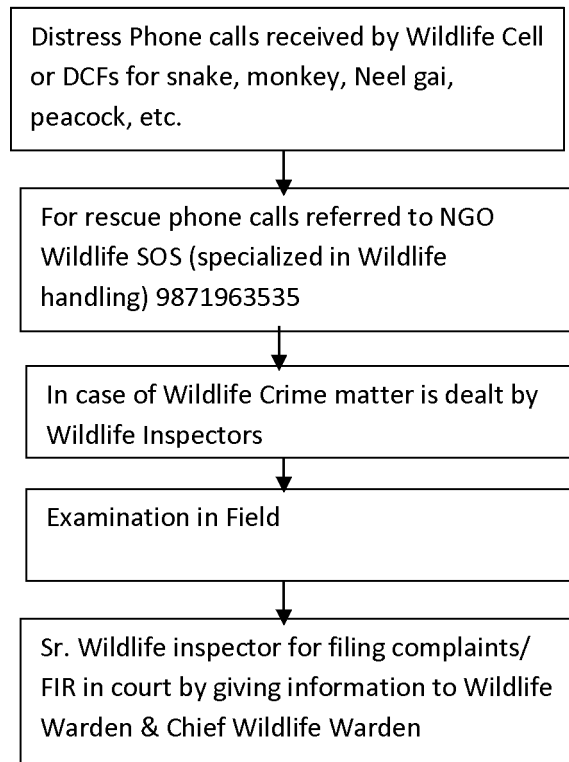 Distress Phone calls received by Wildlife Cell
or DCFs for snake, monkey, Neel gai,
peacock, etc.
For rescue phone calls referred to NGO
Wildlife SOS (specialized in Wildlife
handling) 9871963535
In case of Wildlife Crime matter is dealt by
Wildlife Inspectors
Examination in Field
Sr. Wildlife inspector for filing complaints/
FIR in court by giving information to Wildlife
Warden & Chief Wildlife Warden